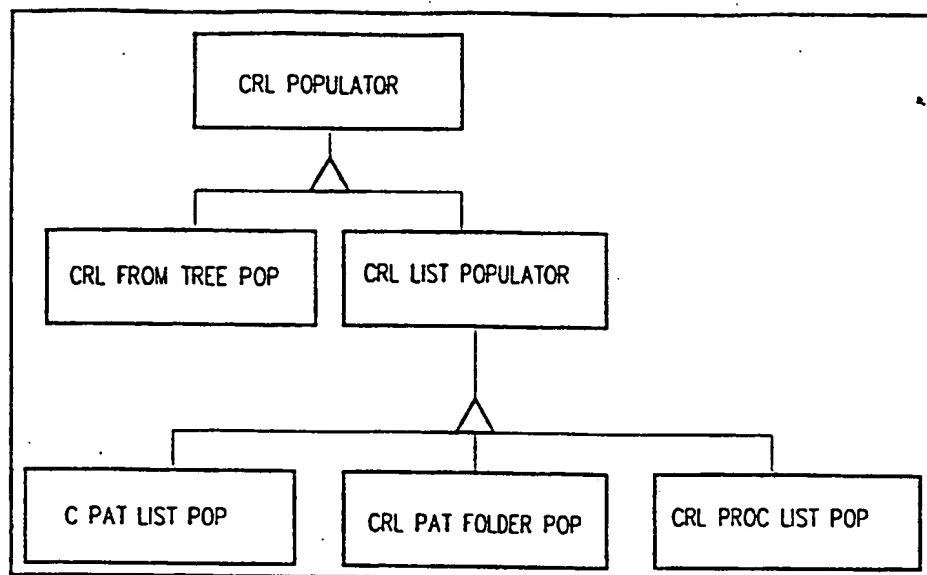 CRL POPULATOR
CRL FROM TREE POP
CRL LIST POPULATOR
C PAT LIST POP
CRL PAT FOLDER POP
CRL PROC LIST POP